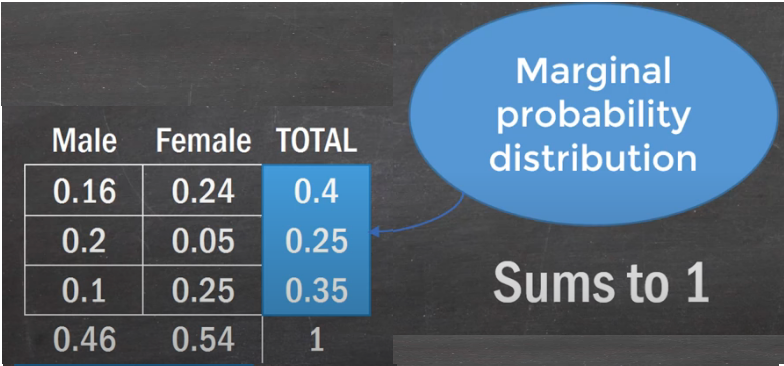 Marginal
probability
distribution
Male Female TOTAL
0.16 0.24 0.4
0.2 0.05 0.25
0.1 0.25 0.35
0.46 0.54 1
Sums to 1